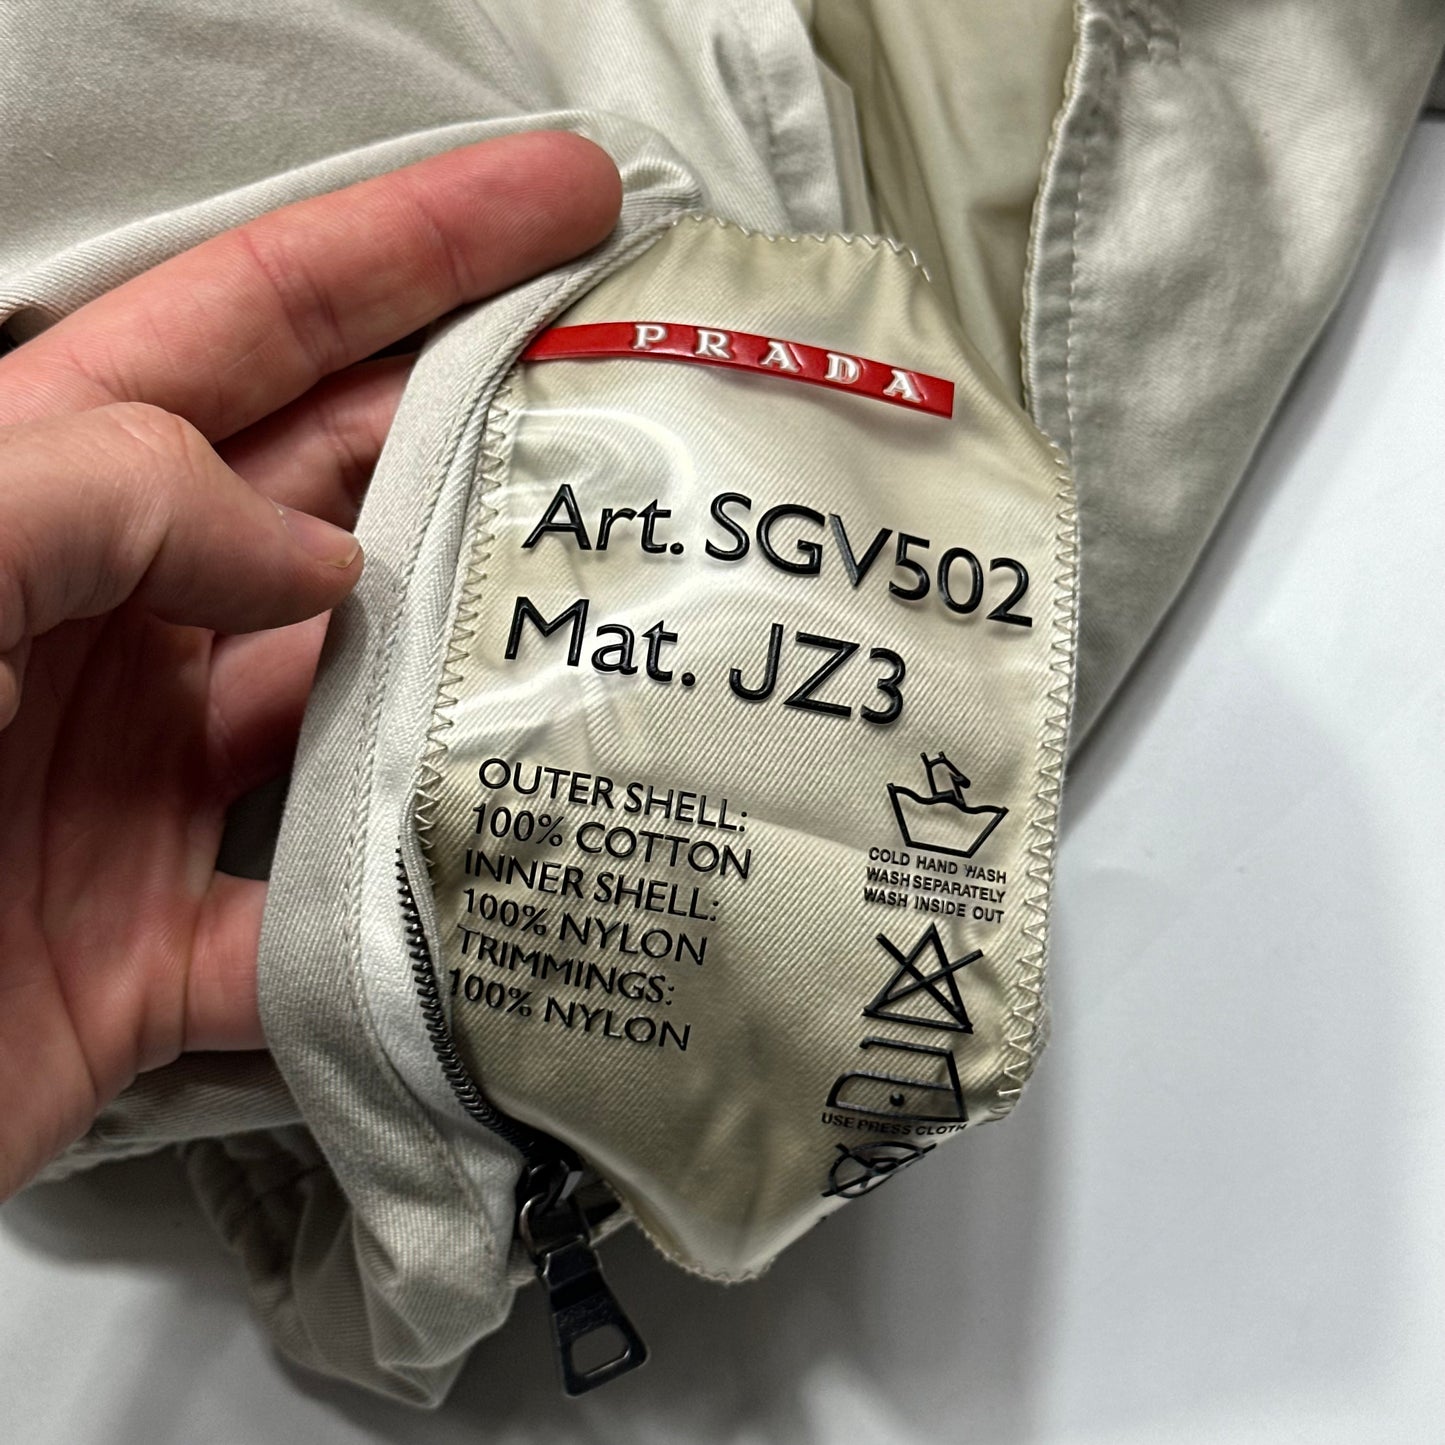 PRADA
Art. SGV502
Mat. JZ3
OUTER SHELL:
100% COTTON
INNER SHELL:
100% NYLON
TRIMMINGS:
100% NYLON
COLD HAND WASH
WASH SEPARATELY
WASH INSIDE OUT
USE PRESS CLOTH